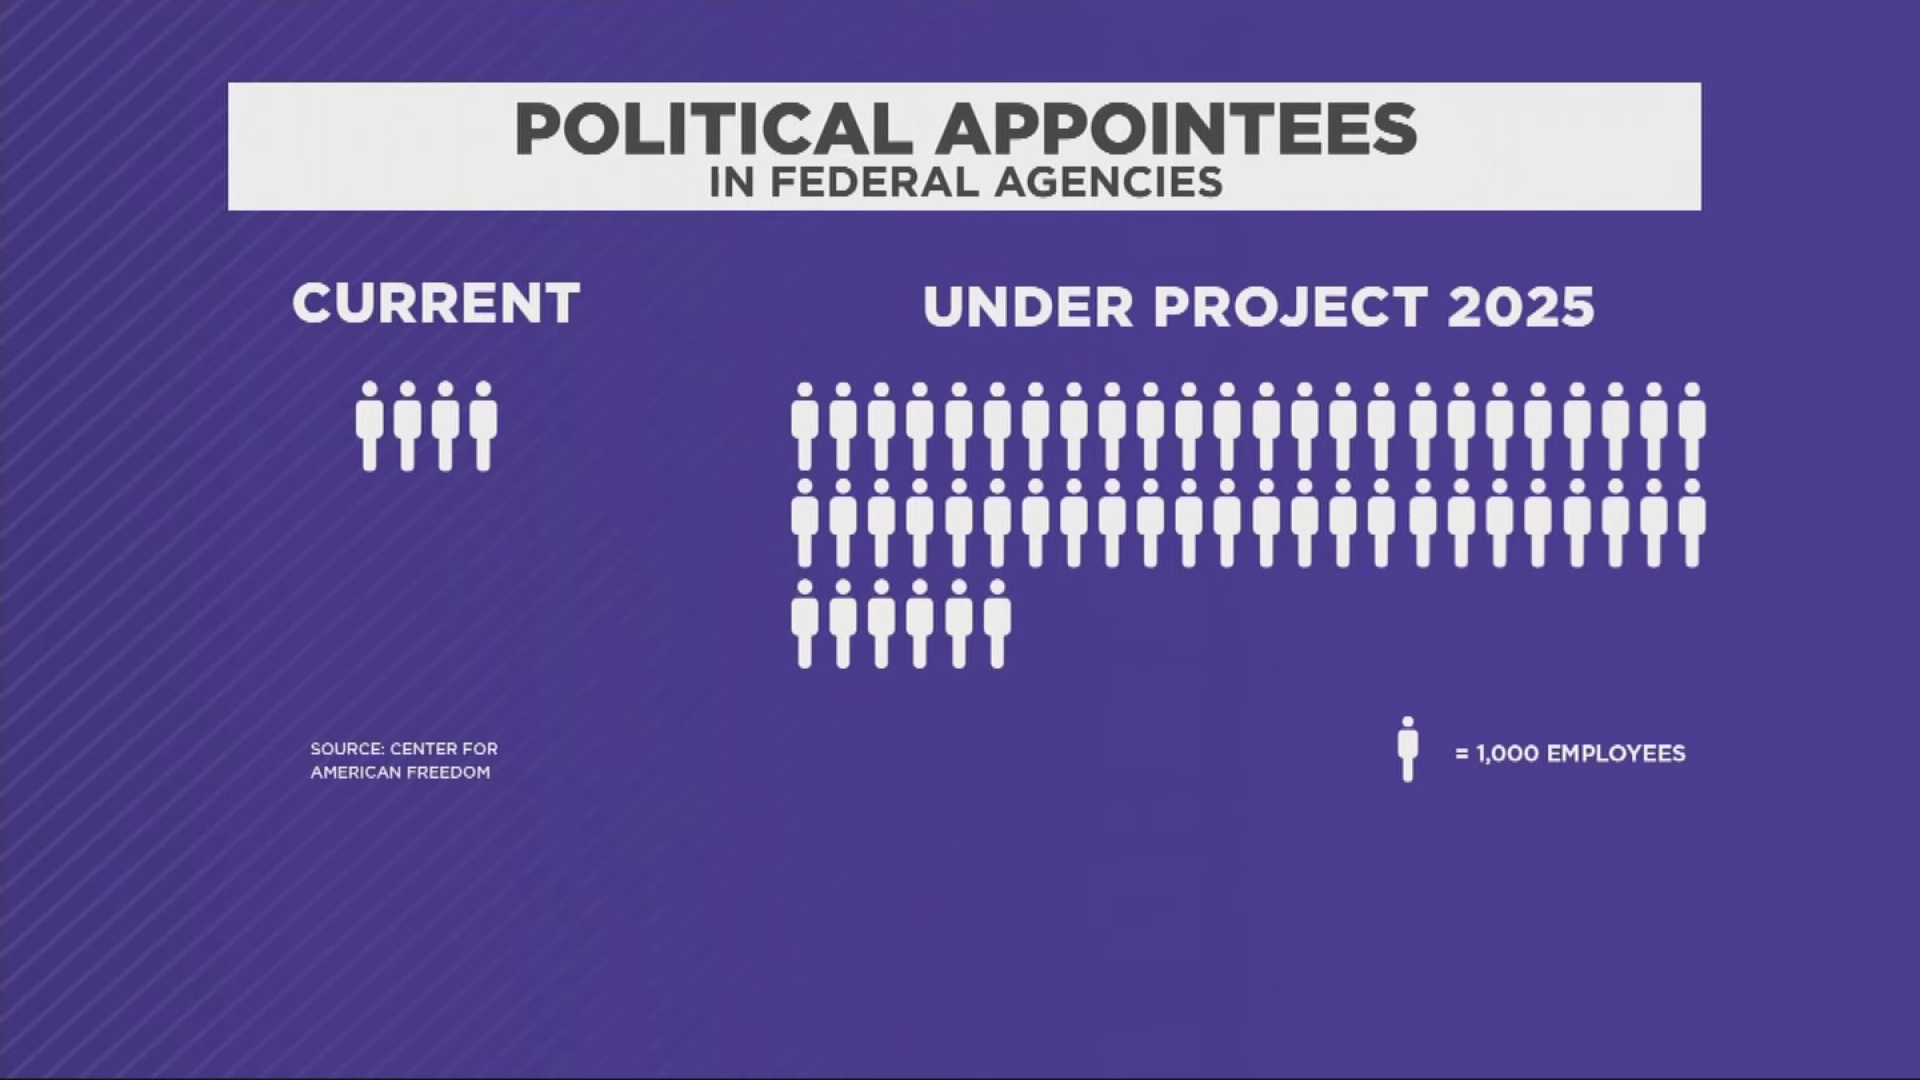 POLITICAL APPOINTEES
IN FEDERAL AGENCIES
CURRENT
UNDER PROJECT 2025
SOURCE: CENTER FOR
AMERICAN FREEDOM
= 1,000 EMPLOYEES